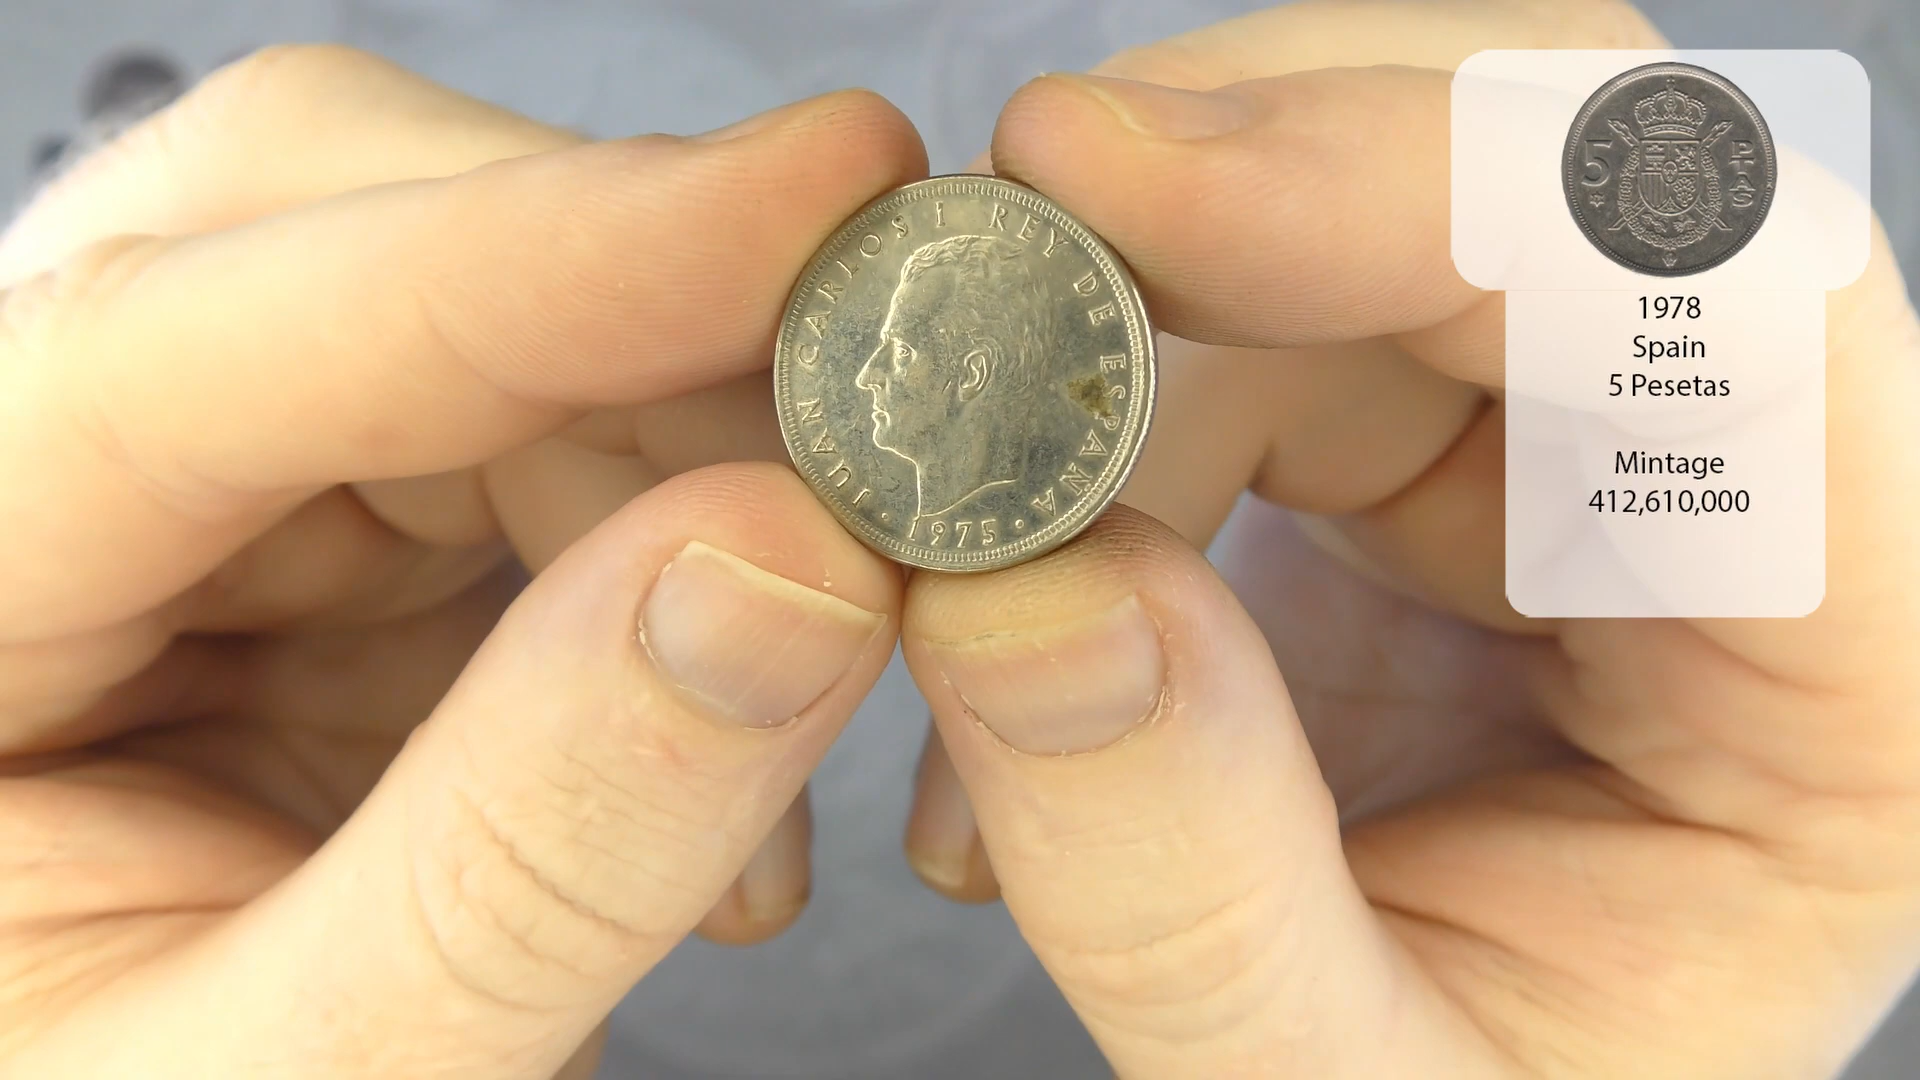 JUAN CARLOS I REY DE ESPAÑA
• 1975 •
5 PTAS
1978
Spain
5 Pesetas
Mintage
412,610,000